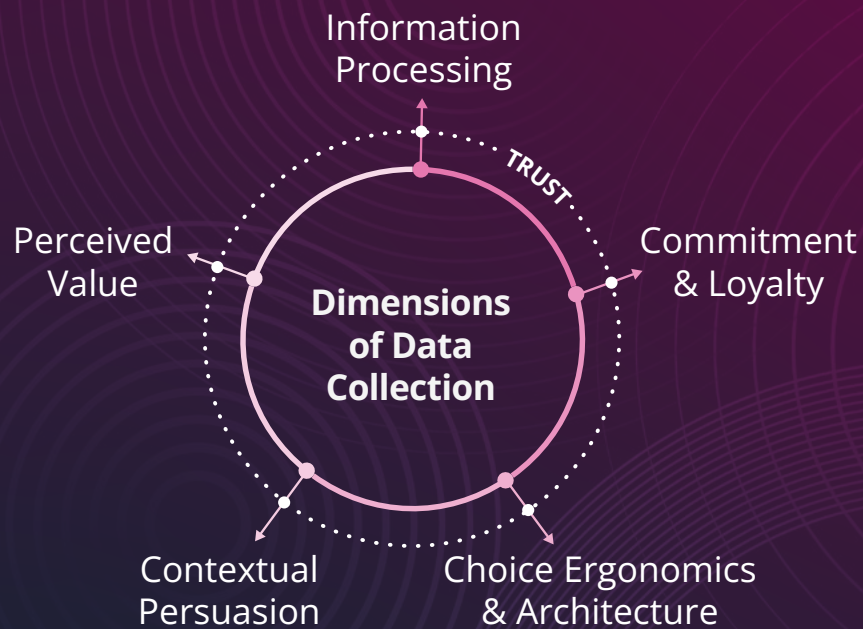 Information
Processing
TRUST
Perceived
Value
Commitment
& Loyalty
Dimensions
of Data
Collection
Contextual
Persuasion
Choice Ergonomics
& Architecture